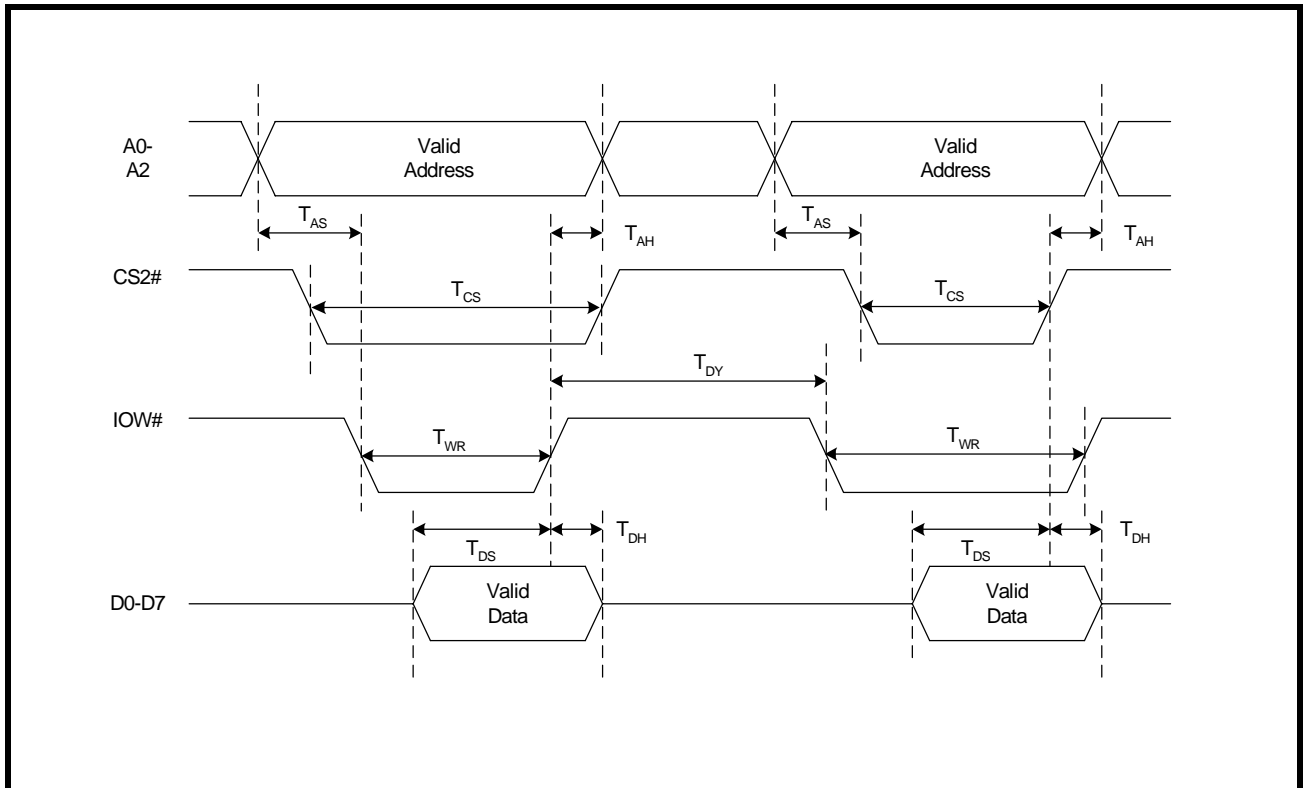 A0-
A2
Valid
Address
Valid
Address
TAS
TAH
TAS
TAH
CS2#
TCS
TCS
TDY
IOW#
TWR
TWR
TDS
TDH
TDS
TDH
D0-D7
Valid
Data
Valid
Data